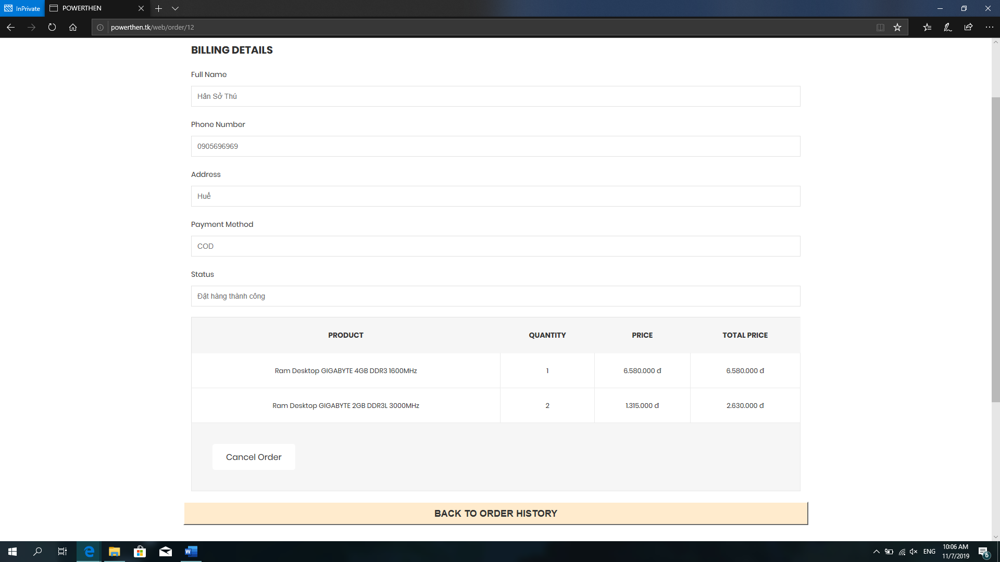 InPrivate
POWERTHEN
powerthen.tk/web/order/12
BILLING DETAILS
Full Name
Hân Sở Thú
Phone Number
0905696969
Address
Huế
Payment Method
COD
Status
Đặt hàng thành công
PRODUCT QUANTITY PRICE TOTAL PRICE
Ram Desktop GIGABYTE 4GB DDR3 1600MHz 1 6.580.000 đ 6.580.000 đ
Ram Desktop GIGABYTE 2GB DDR3L 3000MHz 2 1.315.000 đ 2.630.000 đ
Cancel Order
BACK TO ORDER HISTORY
ENG
10:06 AM
11/7/2019
6